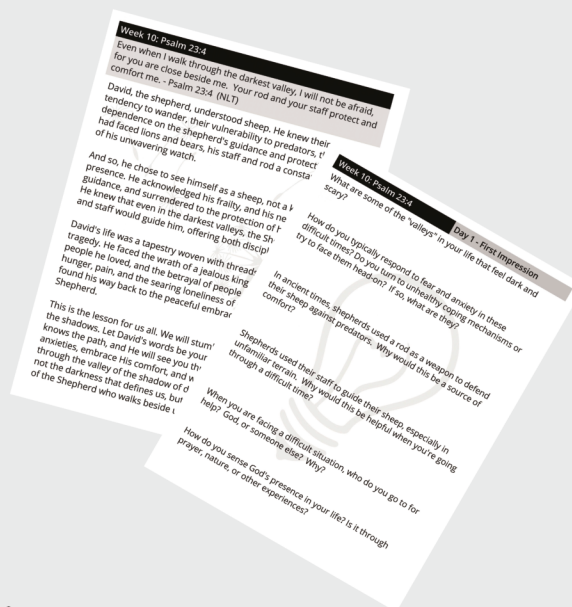 Week 10: Psalm 23:4
Even when I walk through the darkest valley, I will not be afraid,
for you are close beside me. Your rod and your staff protect and
comfort me. - Psalm 23:4 (NLT)
David, the shepherd, understood sheep. He knew their
tendency to wander, their vulnerability to predators,
dependence on the shepherd's guidance and protect
had faced lions and bears, his staff and rod a consta
of his unwavering watch.
And so, he chose to see himself as a sheep, not a
presence. He acknowledged his frailty, and his ne
guidance, and surrendered to the protection of
He knew that even in the darkest valleys, the Sh
and staff would guide him, offering both discip
David's life was a tapestry woven with thread
tragedy. He faced the wrath of a jealous king
people he loved, and the betrayal of people
hunger, pain, and the searing loneliness of
found his way back to the peaceful embrac
Shepherd.
This is the lesson for us all. We will stum
the shadows. Let David's words be your
knows the path, and He will see you th
anxieties, embrace His comfort, and w
through the valley of the shadow of d
not the darkness that defines us, bu
of the Shepherd who walks beside
Week 10: Psalm 23:4
Day 1 - First Impression
What are some of the "valleys" in your life that feel dark and
scary?
How do you typically respond to fear and anxiety in these
difficult times? Do you turn to unhealthy coping mechanisms or
try to face them head-on? If so, what are they?
In ancient times, shepherds used a rod as a weapon to defend
their sheep against predators. Why would this be a source of
comfort?
Shepherds used their staff to guide their sheep, especially in
unfamiliar terrain. Why would this be helpful when you're going
through a difficult time?
When you are facing a difficult situation, who do you go to for
help? God, or someone else? Why?
How do you sense God's presence in your life? Is it through
prayer, nature, or other experiences?